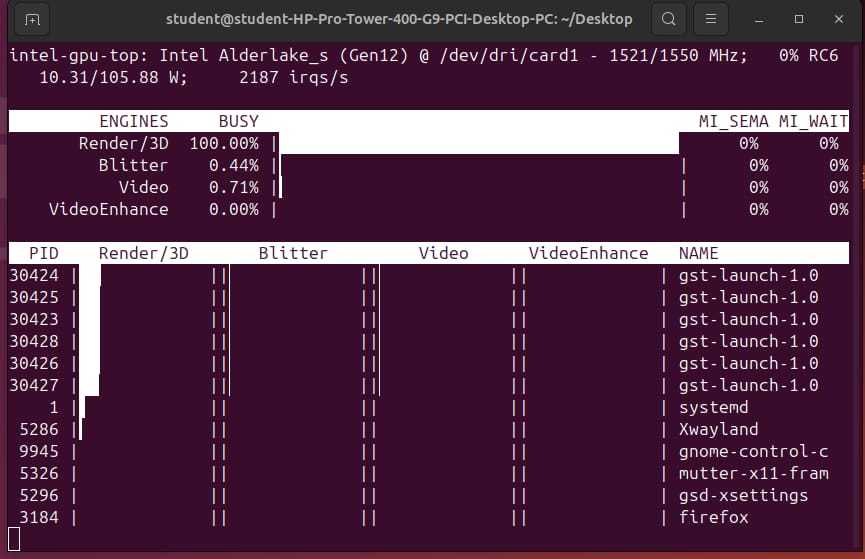 student@student-HP-Pro-Tower-400-G9-PCI-Desktop-PC: ~/Desktop
intel-gpu-top: Intel Alderlake_s (Gen12) @ /dev/dri/card1 - 1521/1550 MHz;   0% RC6
   10.31/105.88 W;     2187 irqs/s
ENGINES     BUSY     MI_SEMA MI_WAIT
Render/3D  100.00% |     0%      0%
Blitter    0.44% |     |      0%      0%
Video    0.71% |     |      0%      0%
VideoEnhance    0.00% |     |      0%      0%
PID    Render/3D       Blitter         Video      VideoEnhance   NAME
30424 |     ||     ||     ||     | gst-launch-1.0
30425 |     ||     ||     ||     | gst-launch-1.0
30423 |     ||     ||     ||     | gst-launch-1.0
30428 |     ||     ||     ||     | gst-launch-1.0
30426 |     ||     ||     ||     | gst-launch-1.0
30427 |     ||     ||     ||     | gst-launch-1.0
1 |     ||     ||     ||     | systemd
5286 |     ||     ||     ||     | Xwayland
9945 |     ||     ||     ||     | gnome-control-c
5326 |     ||     ||     ||     | mutter-x11-fram
5296 |     ||     ||     ||     | gsd-xsettings
3184 |     ||     ||     ||     | firefox